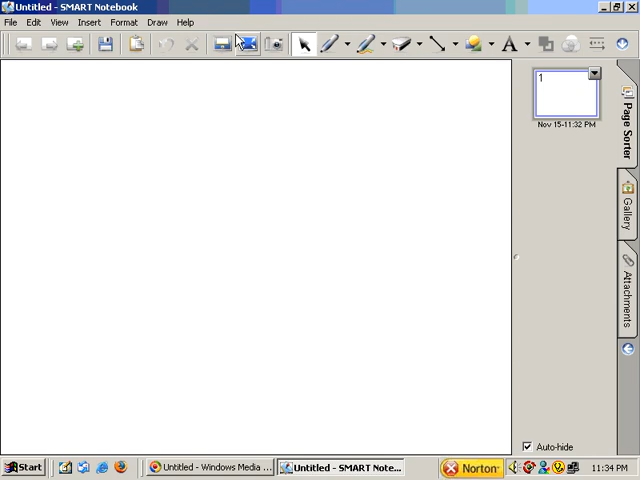 Untitled - SMART Notebook
File Edit View Insert Format Draw Help
1
Nov 15-11:32 PM
Page Sorter
Gallery
Attachments
Auto-hide
Start
Untitled - Windows Media ...
Untitled - SMART Note...
Norton
11:34 PM